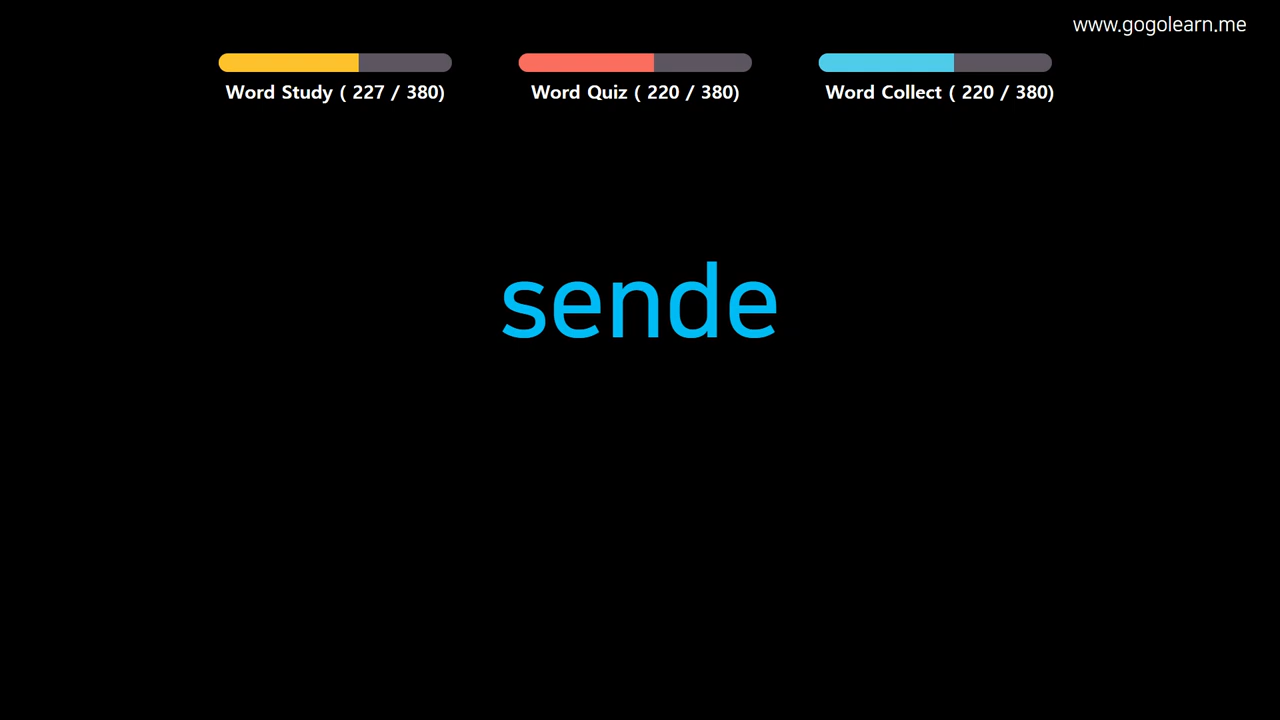 www.gogolearn.me
Word Study ( 227 / 380)
Word Quiz ( 220 / 380)
Word Collect ( 220 / 380)
sende